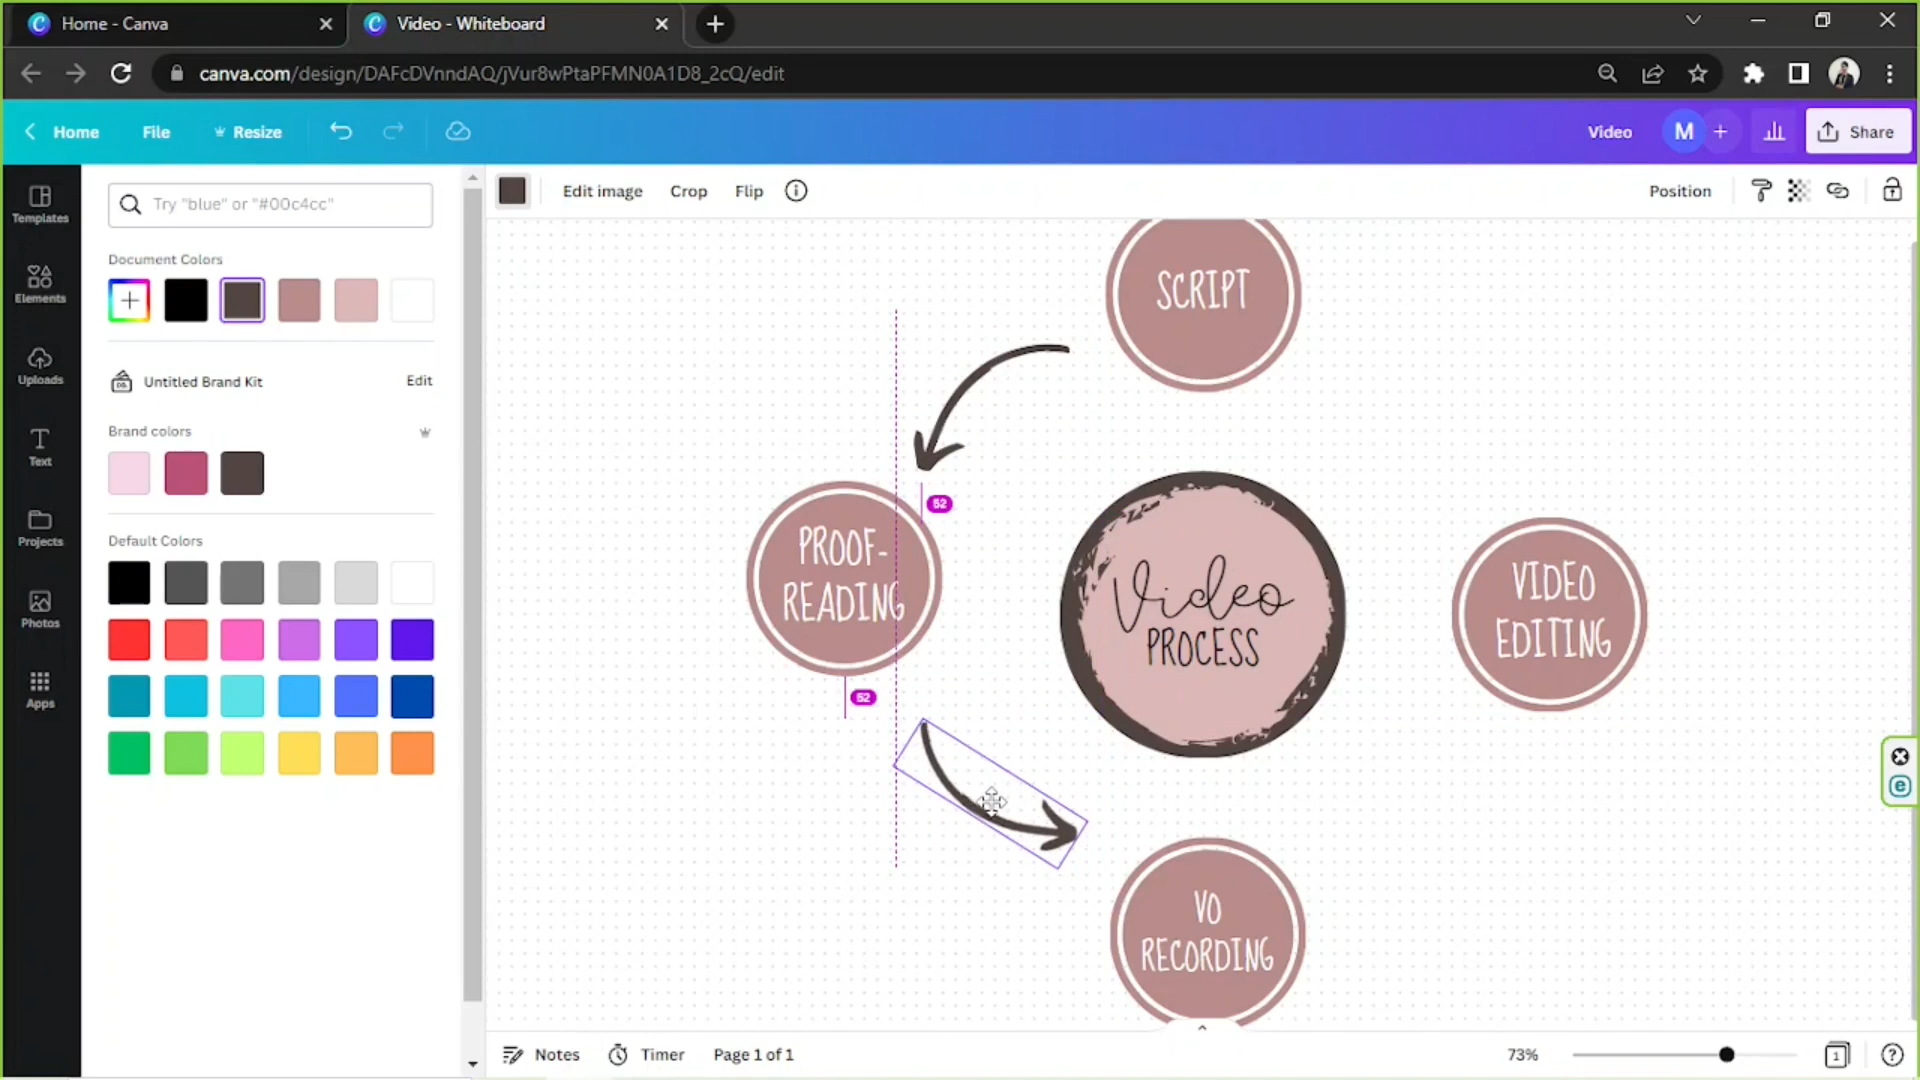 Home - Canva
Video - Whiteboard
canva.com/design/DAFcDVnndAQ/jVur8wPtaPFMN0A1D8_2cQ/edit
Home
File
Resize
Video
M
Share
Templates
Elements
Uploads
Text
Projects
Photos
Apps
Try "blue" or "#00c4cc"
Document Colors
Untitled Brand Kit
Edit
Brand colors
Default Colors
Edit image
Crop
Flip
Position
SCRIPT
52
PROOF-
READING
52
Video
PROCESS
VIDEO
EDITING
VO
RECORDING
Notes
Timer
Page 1 of 1
73%
1